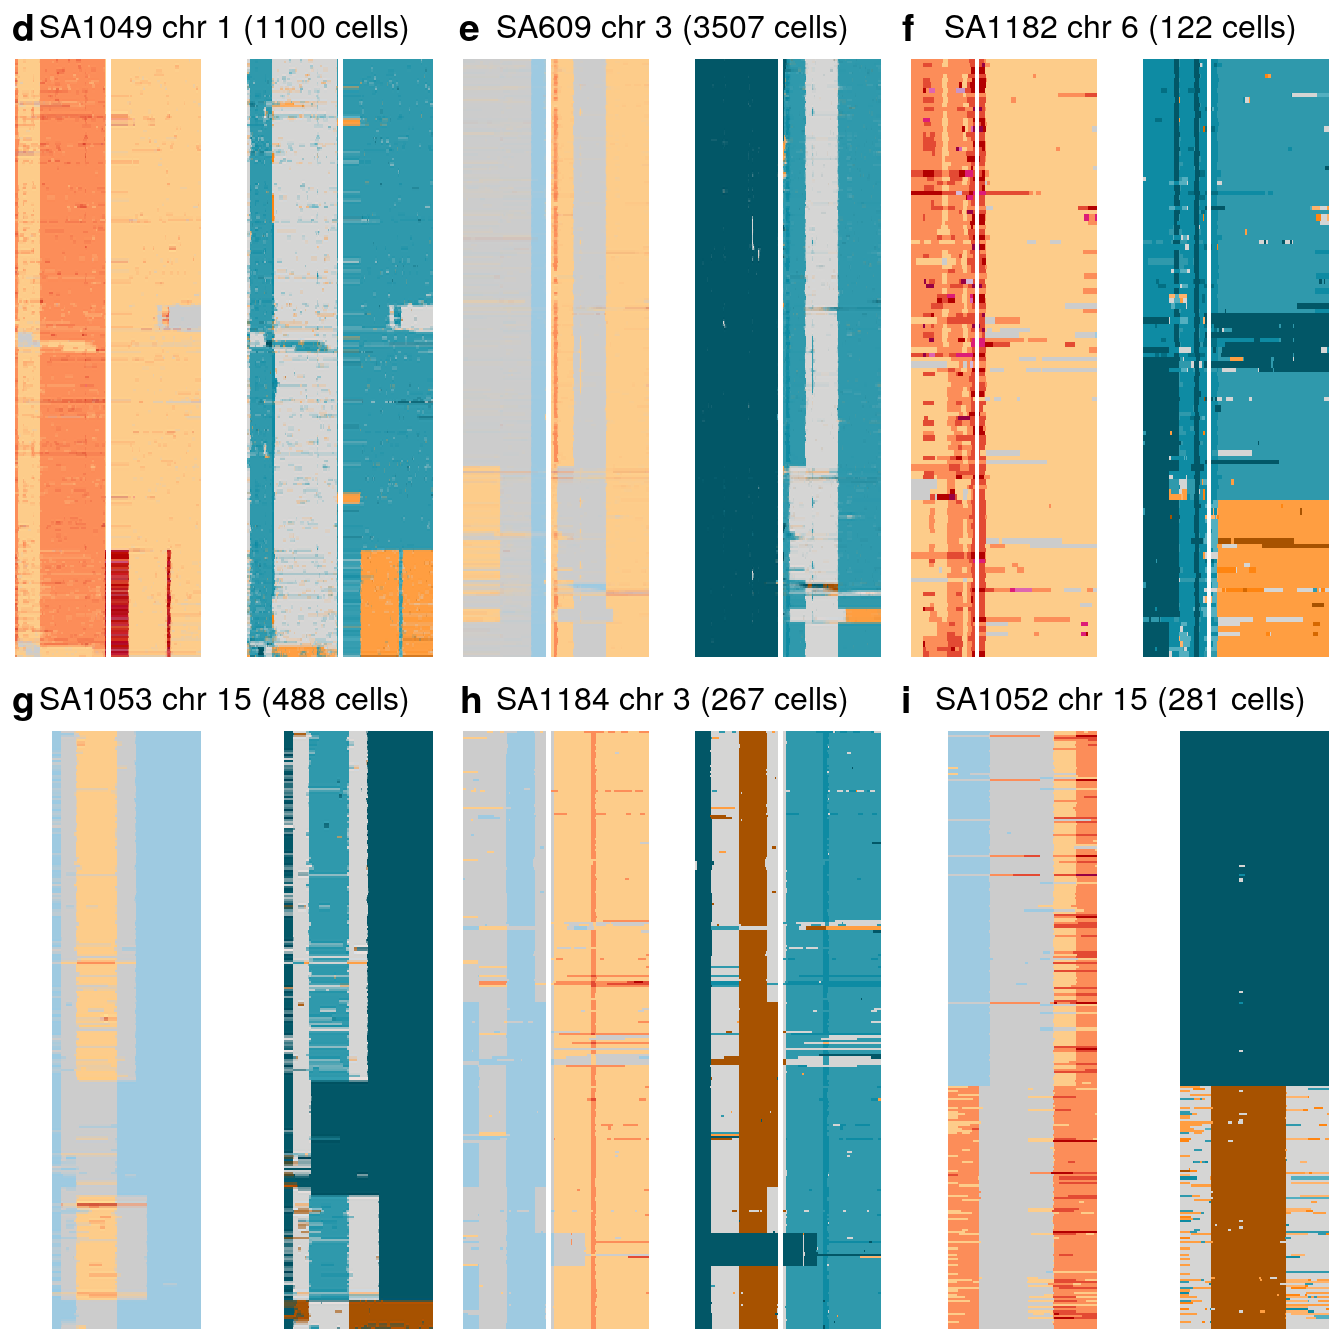 d SA1049 chr 1 (1100 cells)
e SA609 chr 3 (3507 cells)
f SA1182 chr 6 (122 cells)
g SA1053 chr 15 (488 cells)
h SA1184 chr 3 (267 cells)
i SA1052 chr 15 (281 cells)